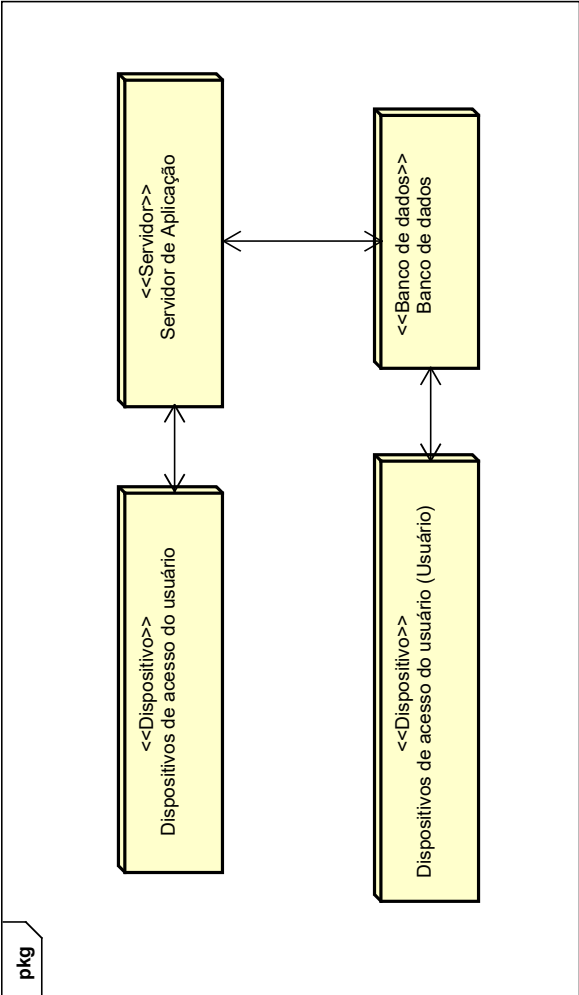 pkg
<<Dispositivo>>
Dispositivos de acesso do usuário
<<Servidor>>
Servidor de Aplicação
<<Dispositivo>>
Dispositivos de acesso do usuário (Usuário)
<<Banco de dados>>
Banco de dados